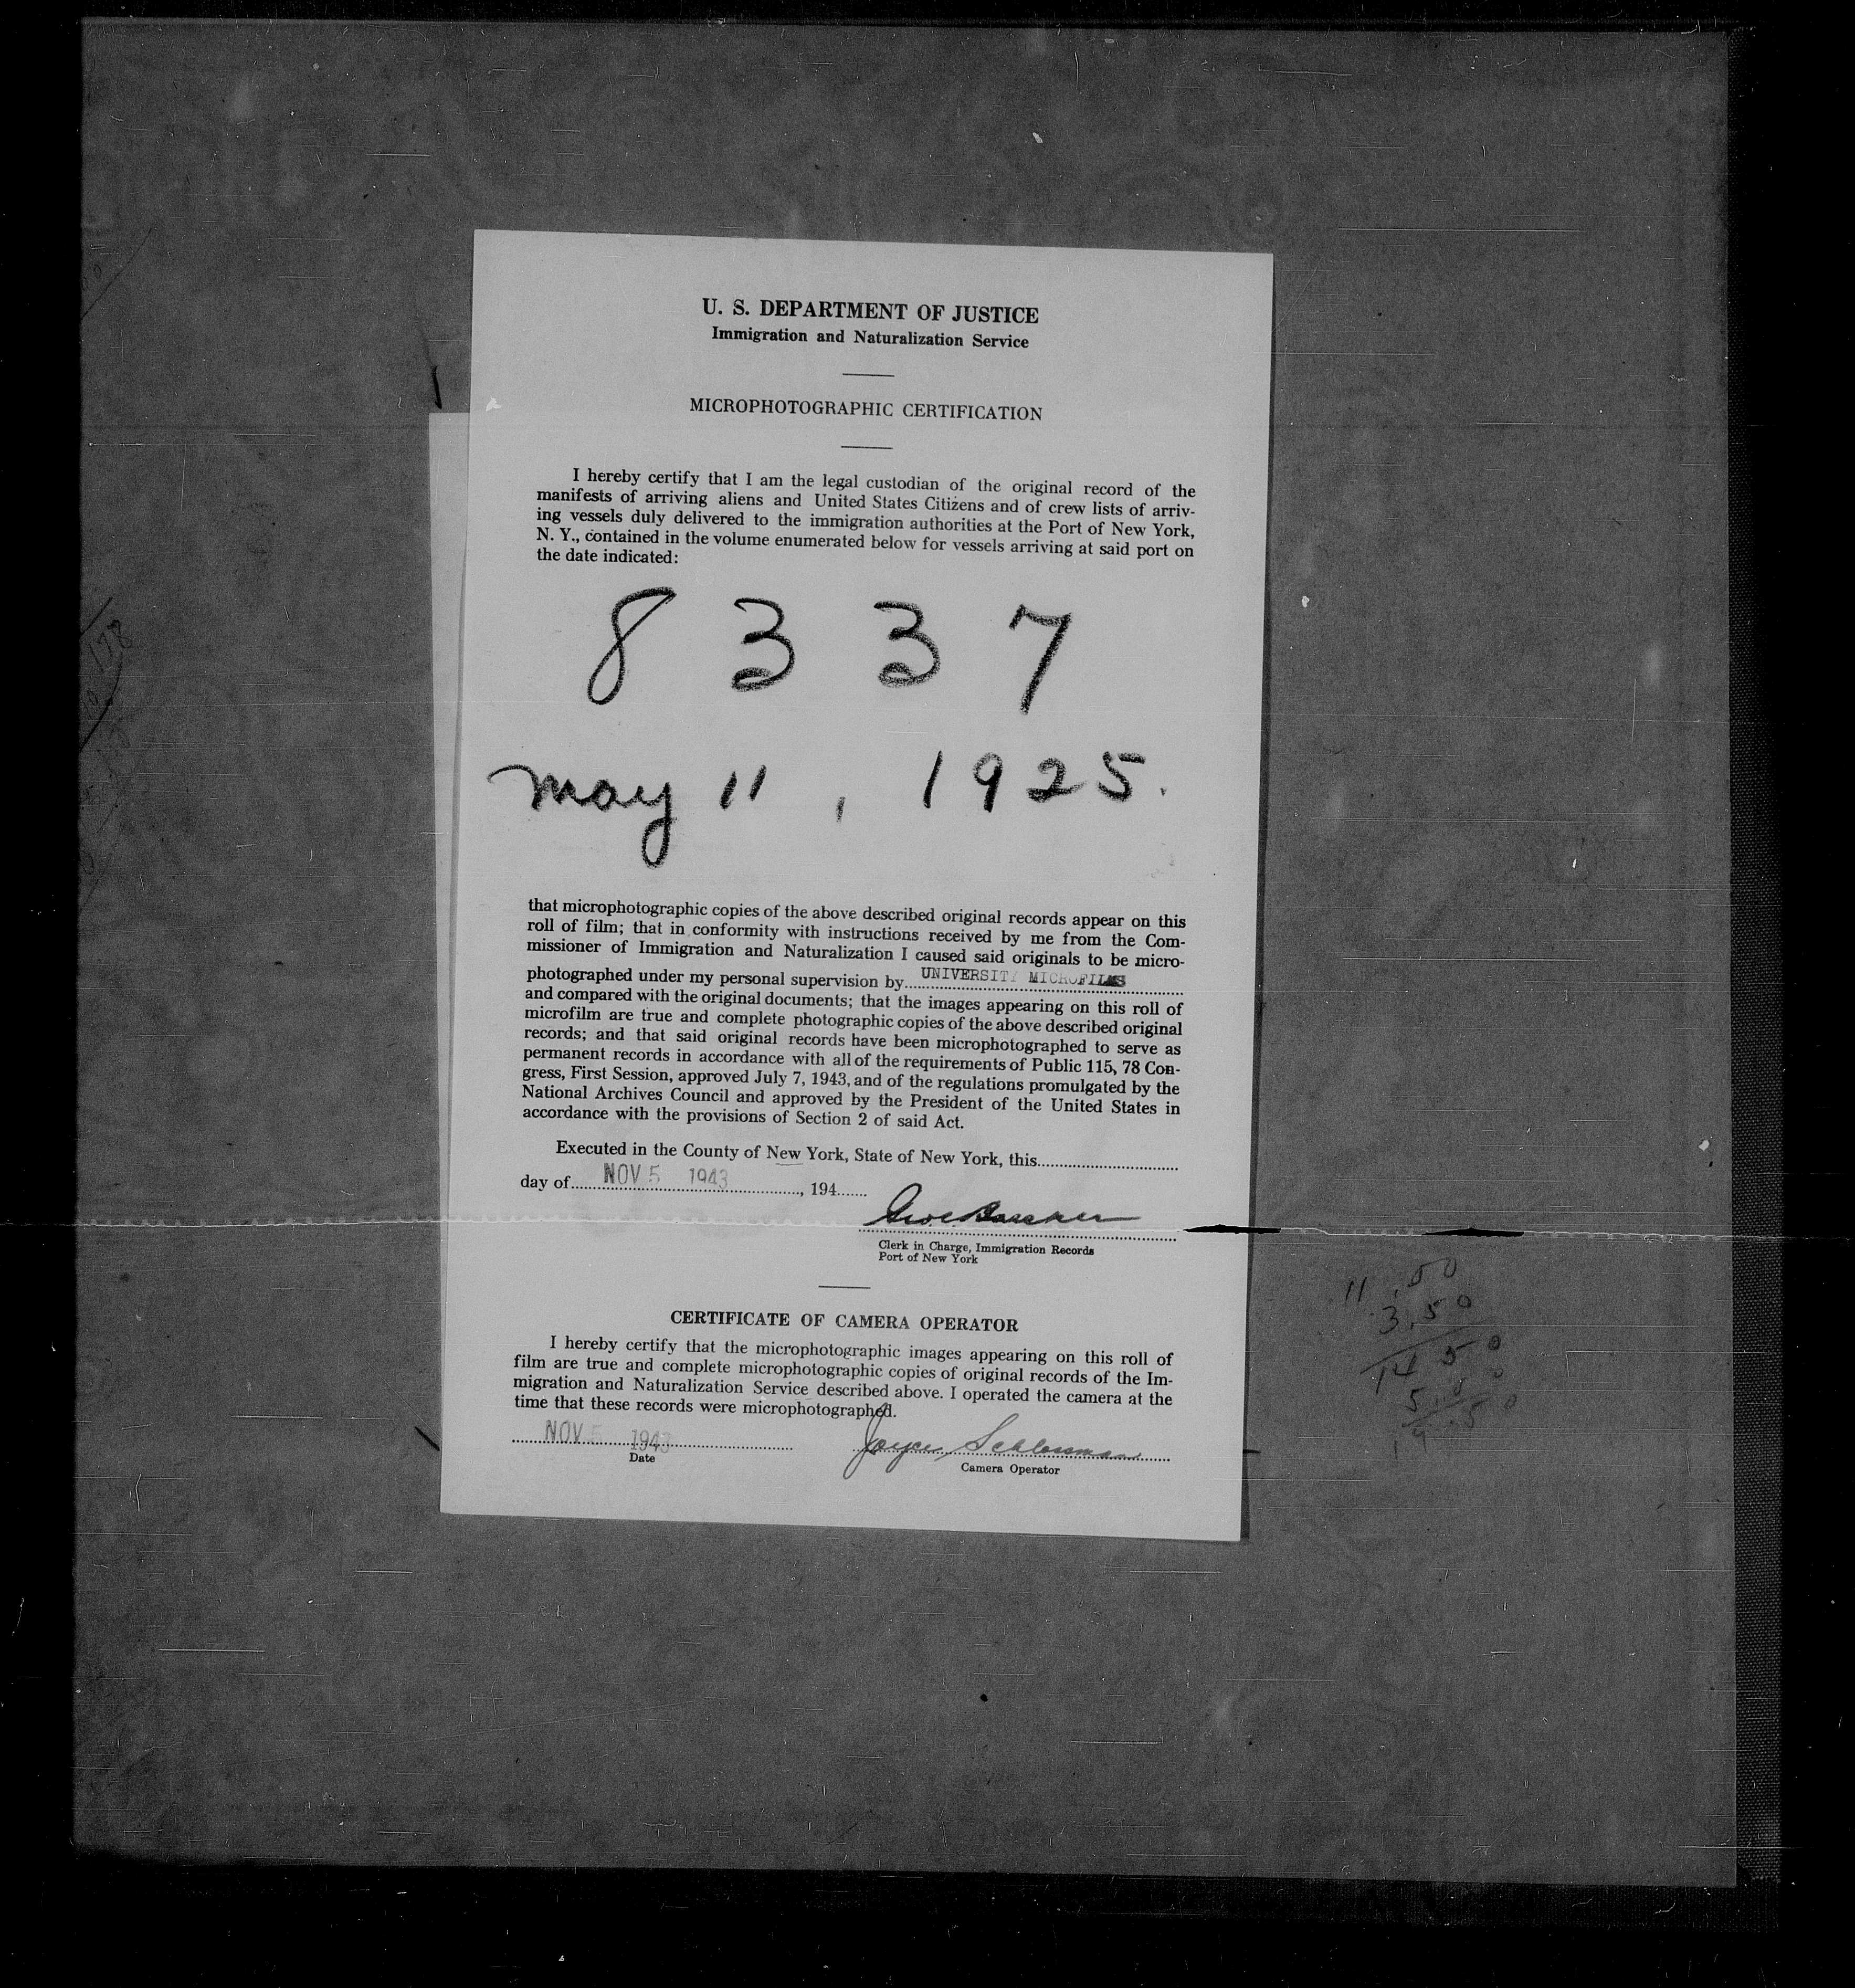 U. S. DEPARTMENT OF JUSTICE
Immigration and Naturalization Service
MICROPHOTOGRAPHIC CERTIFICATION
I hereby certify that I am the legal custodian of the original record of the
manifests of arriving aliens and United States Citizens and of crew lists of arriv-
ing vessels duly delivered to the immigration authorities at the Port of New York,
N. Y., contained in the volume enumerated below for vessels arriving at said port on
the date indicated:
8 3 3 7
may 11, 1925.
that microphotographic copies of the above described original records appear on this
roll of film; that in conformity with instructions received by me from the Com-
missioner of Immigration and Naturalization I caused said originals to be micro-
photographed under my personal supervision by UNIVERSITY MICROFILMS
and compared with the original documents; that the images appearing on this roll of
microfilm are true and complete photographic copies of the above described original
records; and that said original records have been microphotographed to serve as
permanent records in accordance with all of the requirements of Public 115, 78 Con-
gress, First Session, approved July 7, 1943, and of the regulations promulgated by the
National Archives Council and approved by the President of the United States in
accordance with the provisions of Section 2 of said Act.
Executed in the County of New York, State of New York, this
day of NOV 5 1943, 194
Clerk in Charge, Immigration Records
Port of New York
CERTIFICATE OF CAMERA OPERATOR
I hereby certify that the microphotographic images appearing on this roll of
film are true and complete microphotographic copies of original records of the Im-
migration and Naturalization Service described above. I operated the camera at the
time that these records were microphotographed.
NOV 5 1943 Joyce Schlossman
Date
Camera Operator
11.50
3.50
14 50
178